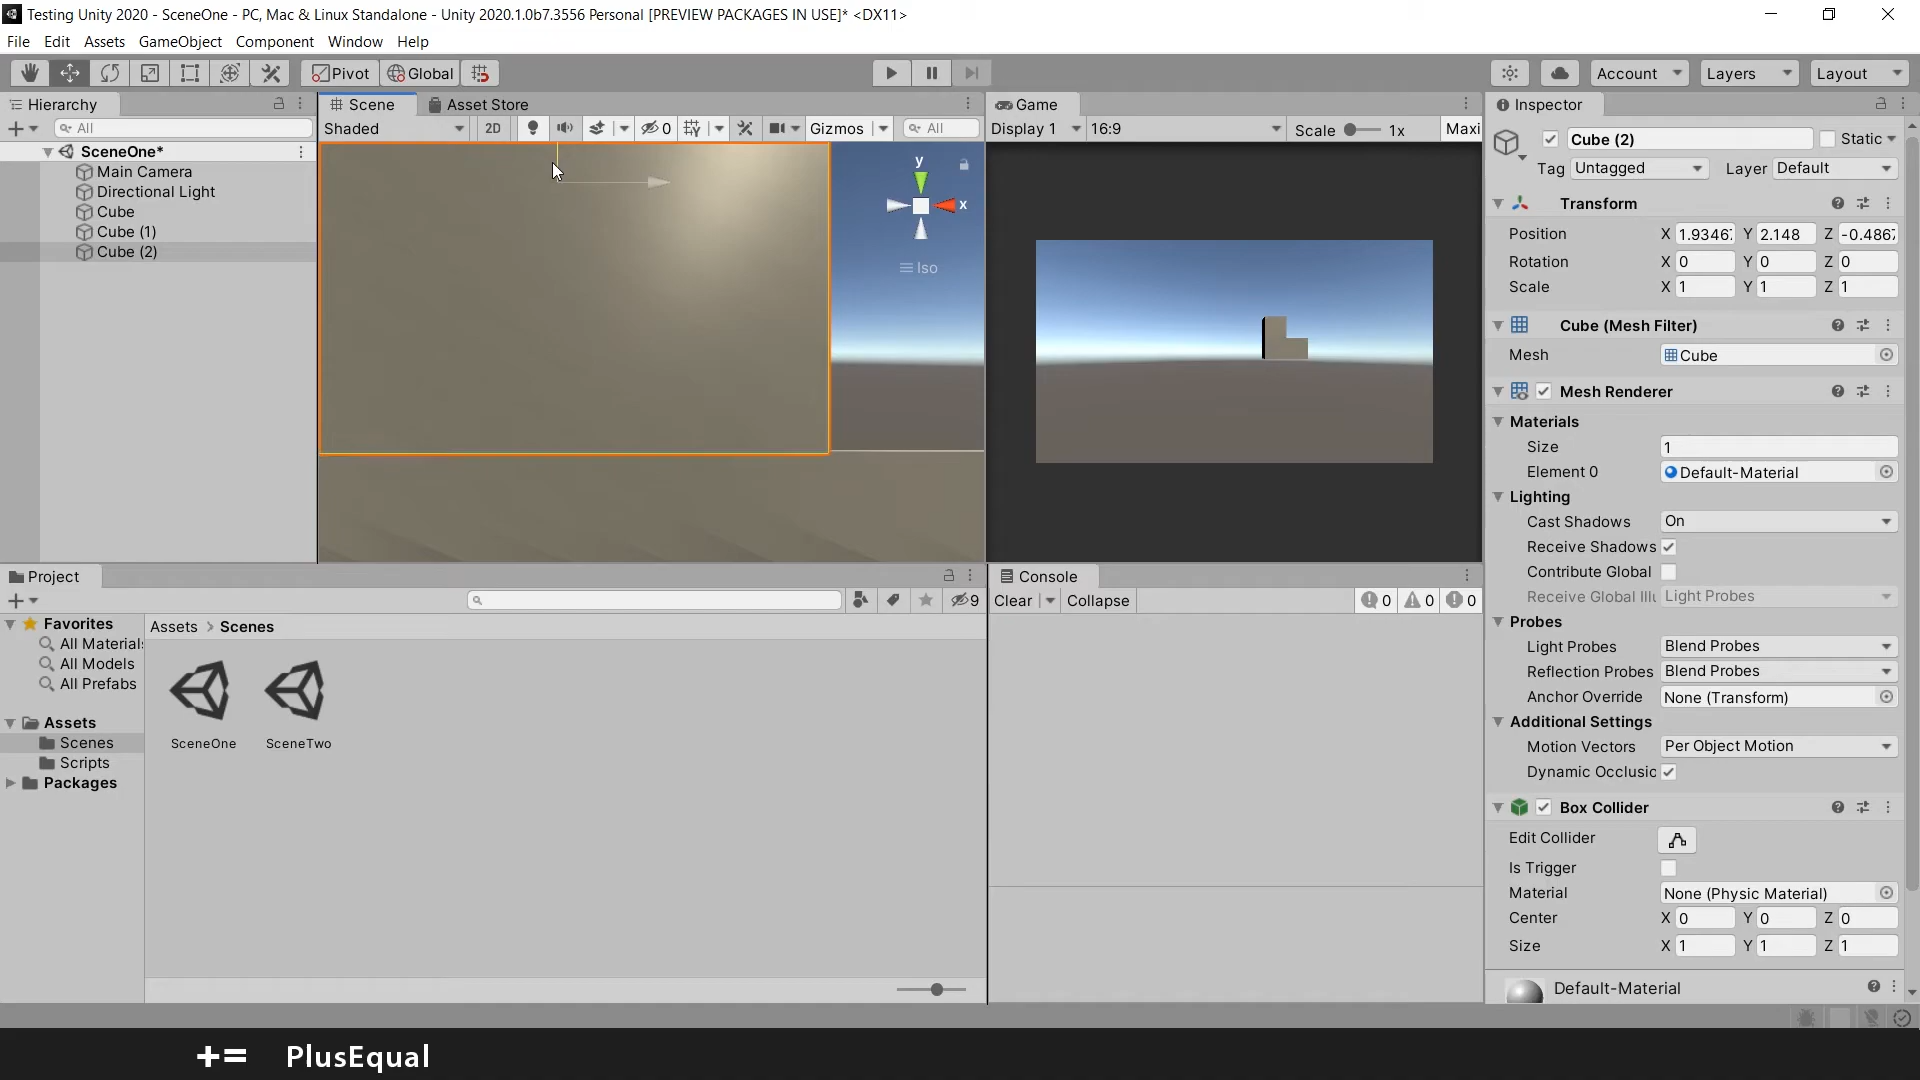 Testing Unity 2020 - SceneOne - PC, Mac & Linux Standalone - Unity 2020.1.0b7.3556 Personal [PREVIEW PACKAGES IN USE]* <DX11>
File Edit Assets GameObject Component Window Help
Pivot Global Account Layers Layout
Hierarchy
All
SceneOne*
Main Camera
Directional Light
Cube
Cube (1)
Cube (2)
Scene Asset Store
Shaded 2D 0 Gizmos All
y
x
Iso
Game
Display 1 16:9 Scale 1x Maxi
Inspector
Cube (2) Static
Tag Untagged Layer Default
Transform
Position X 1.9346 Y 2.148 Z -0.486
Rotation X 0 Y 0 Z 0
Scale X 1 Y 1 Z 1
Cube (Mesh Filter)
Mesh Cube
Mesh Renderer
Materials
Size 1
Element 0 Default-Material
Lighting
Cast Shadows On
Receive Shadows
Contribute Global
Receive Global Illu Light Probes
Probes
Light Probes Blend Probes
Reflection Probes Blend Probes
Anchor Override None (Transform)
Additional Settings
Motion Vectors Per Object Motion
Dynamic Occlusic
Box Collider
Edit Collider
Is Trigger
Material None (Physic Material)
Center X 0 Y 0 Z 0
Size X 1 Y 1 Z 1
Default-Material
Project
9
Favorites
All Materials
All Models
All Prefabs
Assets
Scenes
Scripts
Packages
Assets > Scenes
SceneOne SceneTwo
Console
Clear Collapse 0 0 0
+= PlusEqual